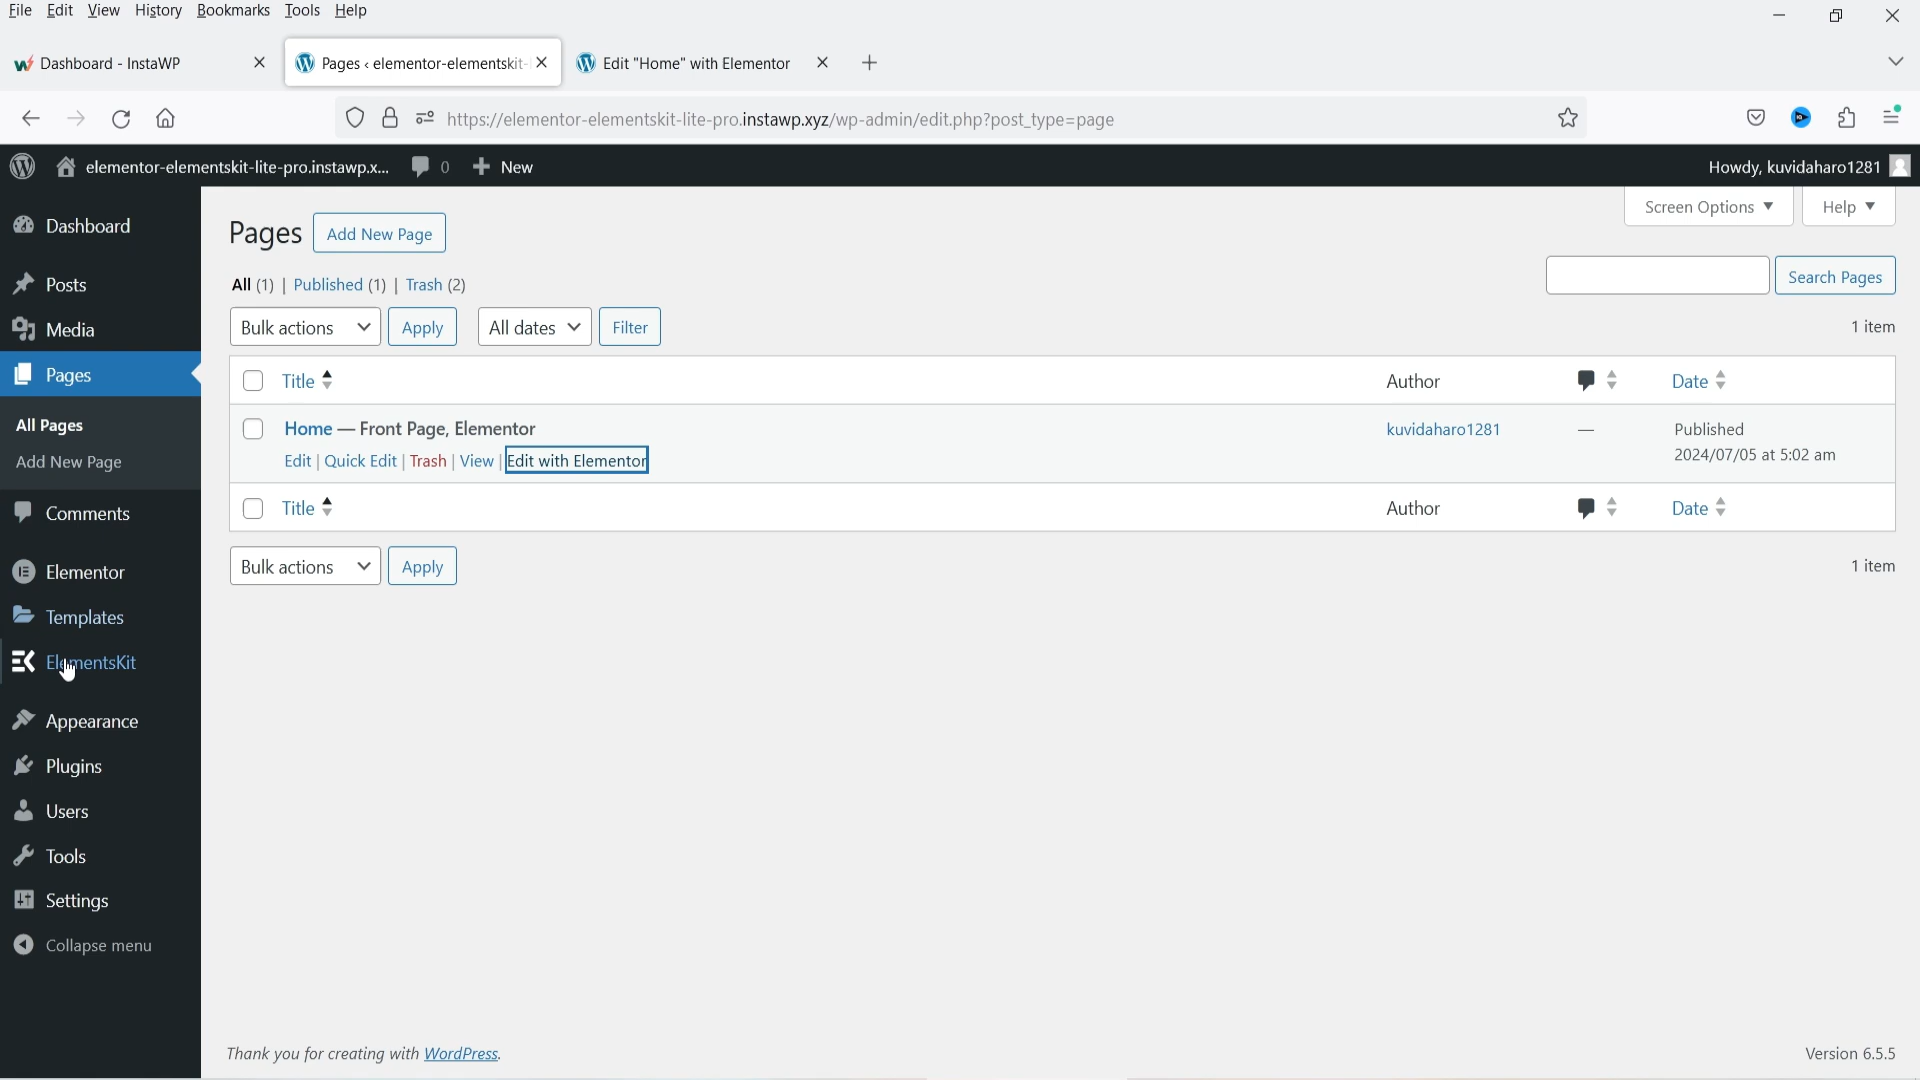 File Edit View History Bookmarks Tools Help
Dashboard - InstaWP
Pages ‹ elementor-elementskit-
Edit "Home" with Elementor
https://elementor-elementskit-lite-pro.instawp.xyz/wp-admin/edit.php?post_type=page
elementor-elementskit-lite-pro.instawp.x... 0 New
Howdy, kuvidaharo1281
Dashboard
Posts
Media
Pages
All Pages
Add New Page
Comments
Elementor
Templates
ElementsKit
Appearance
Plugins
Users
Tools
Settings
Collapse menu
Screen Options
Help
Pages Add New Page
All (1) | Published (1) | Trash (2)
Search Pages
Bulk actions Apply All dates Filter
1 item
Title Author Date
Home — Front Page, Elementor kuvidaharo1281 — Published
Edit | Quick Edit | Trash | View | Edit with Elementor 2024/07/05 at 5:02 am
Title Author Date
Bulk actions Apply 1 item
Thank you for creating with WordPress. Version 6.5.5